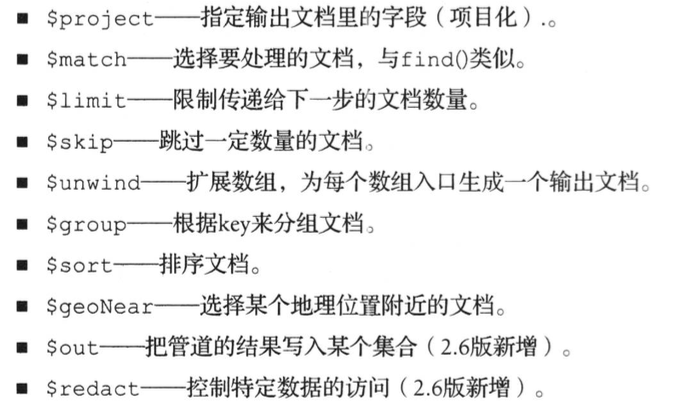 ■ $project——指定输出文档里的字段（项目化）.。
■ $match——选择要处理的文档，与find()类似。
■ $limit——限制传递给下一步的文档数量。
■ $skip——跳过一定数量的文档。
■ $unwind——扩展数组，为每个数组入口生成一个输出文档。
■ $group——根据key来分组文档。
■ $sort——排序文档。
■ $geoNear——选择某个地理位置附近的文档。
■ $out——把管道的结果写入某个集合（2.6版新增）。
■ $redact——控制特定数据的访问（2.6版新增）。